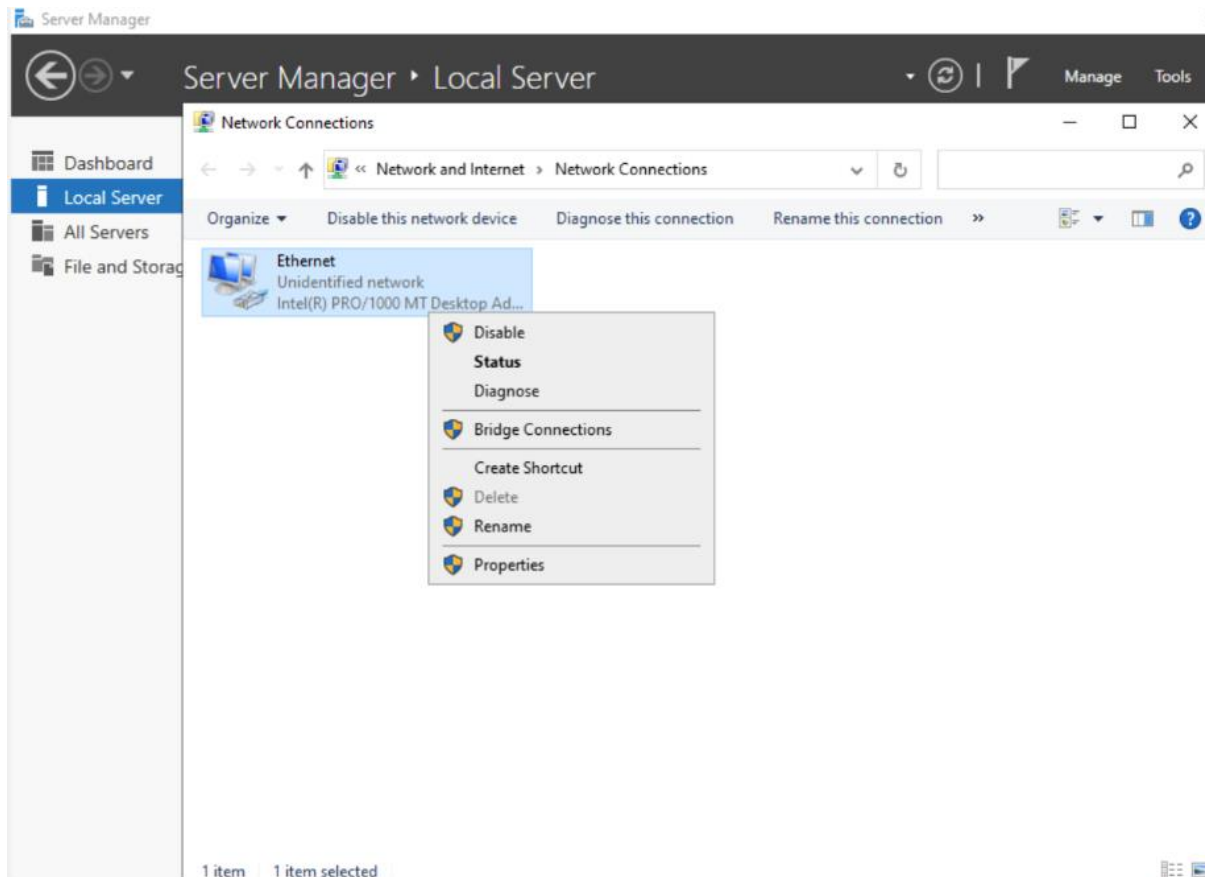 Server Manager
Server Manager ‣ Local Server
Manage Tools
Network Connections
« Network and Internet › Network Connections
Dashboard
Local Server
All Servers
File and Storag
Organize Disable this network device Diagnose this connection Rename this connection »
Ethernet
Unidentified network
Intel(R) PRO/1000 MT Desktop Ad...
Disable
Status
Diagnose
Bridge Connections
Create Shortcut
Delete
Rename
Properties
1 item 1 item selected